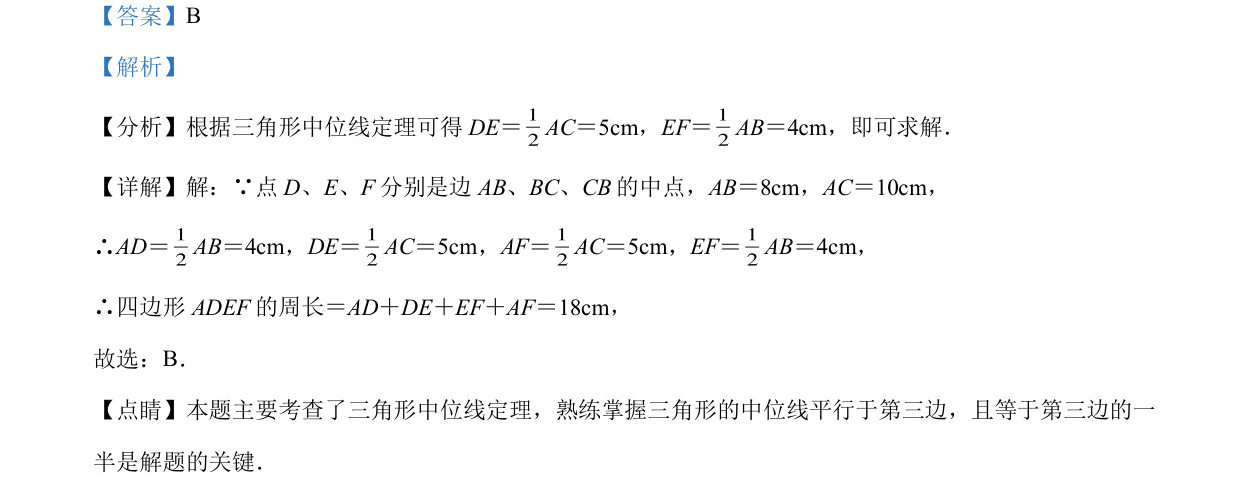 【答案】B
【解析】
【分析】根据三角形中位线定理可得 DE＝1/2 AC＝5cm，EF＝1/2 AB＝4cm，即可求解．
【详解】解：∵点 D、E、F 分别是边 AB、BC、CB 的中点，AB＝8cm，AC＝10cm，
∴AD＝1/2 AB＝4cm，DE＝1/2 AC＝5cm，AF＝1/2 AC＝5cm，EF＝1/2 AB＝4cm，
∴四边形 ADEF 的周长＝AD＋DE＋EF＋AF＝18cm，
故选：B．
【点睛】本题主要考查了三角形中位线定理，熟练掌握三角形的中位线平行于第三边，且等于第三边的一
半是解题的关键．